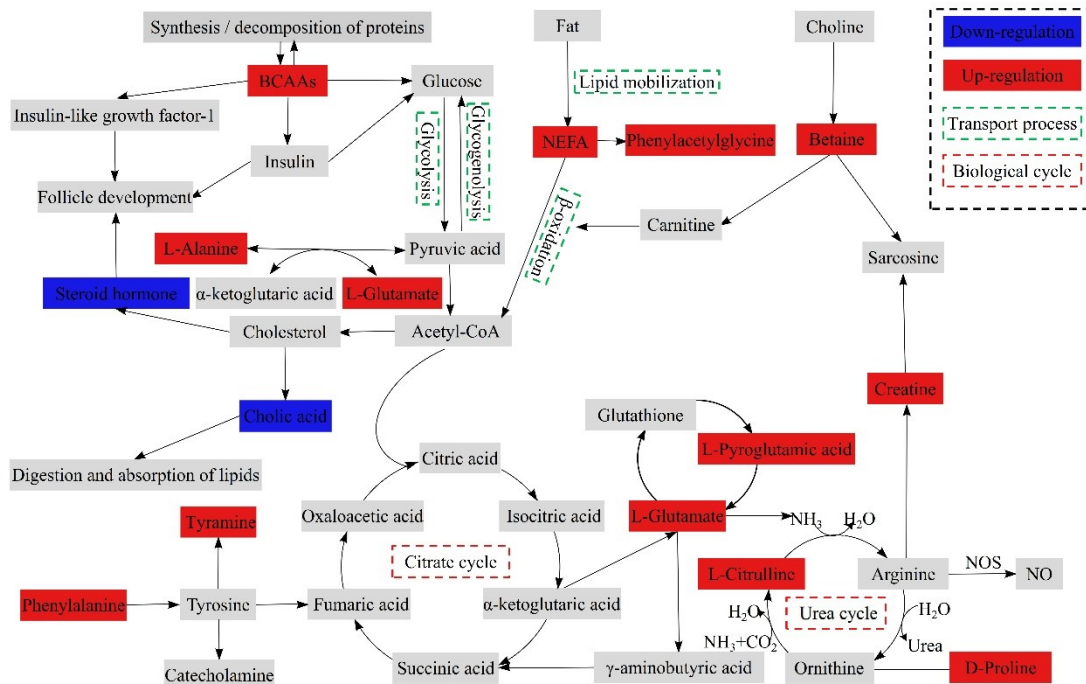 Synthesis / decomposition of proteins
Fat
Choline
Down-regulation
BCAAs
Glucose
Lipid mobilization
Up-regulation
Insulin-like growth factor-1
Glycolysis
Glycogenolysis
NEFA
Phenylacetylglycine
Betaine
Transport process
Insulin
Biological cycle
Follicle development
β-oxidation
Carnitine
L-Alanine
Pyruvic acid
Sarcosine
Steroid hormone
α-ketoglutaric acid
L-Glutamate
Cholesterol
Acetyl-CoA
Creatine
Cholic acid
Glutathione
L-Pyroglutamic acid
Citric acid
Digestion and absorption of lipids
Tyramine
Oxaloacetic acid
Isocitric acid
L-Glutamate
NH₃
H₂O
Citrate cycle
L-Citrulline
Arginine
NOS
NO
Phenylalanine
Tyrosine
Fumaric acid
α-ketoglutaric acid
H₂O
Urea cycle
H₂O
NH₃+CO₂
Urea
Catecholamine
Succinic acid
γ-aminobutyric acid
Ornithine
D-Proline